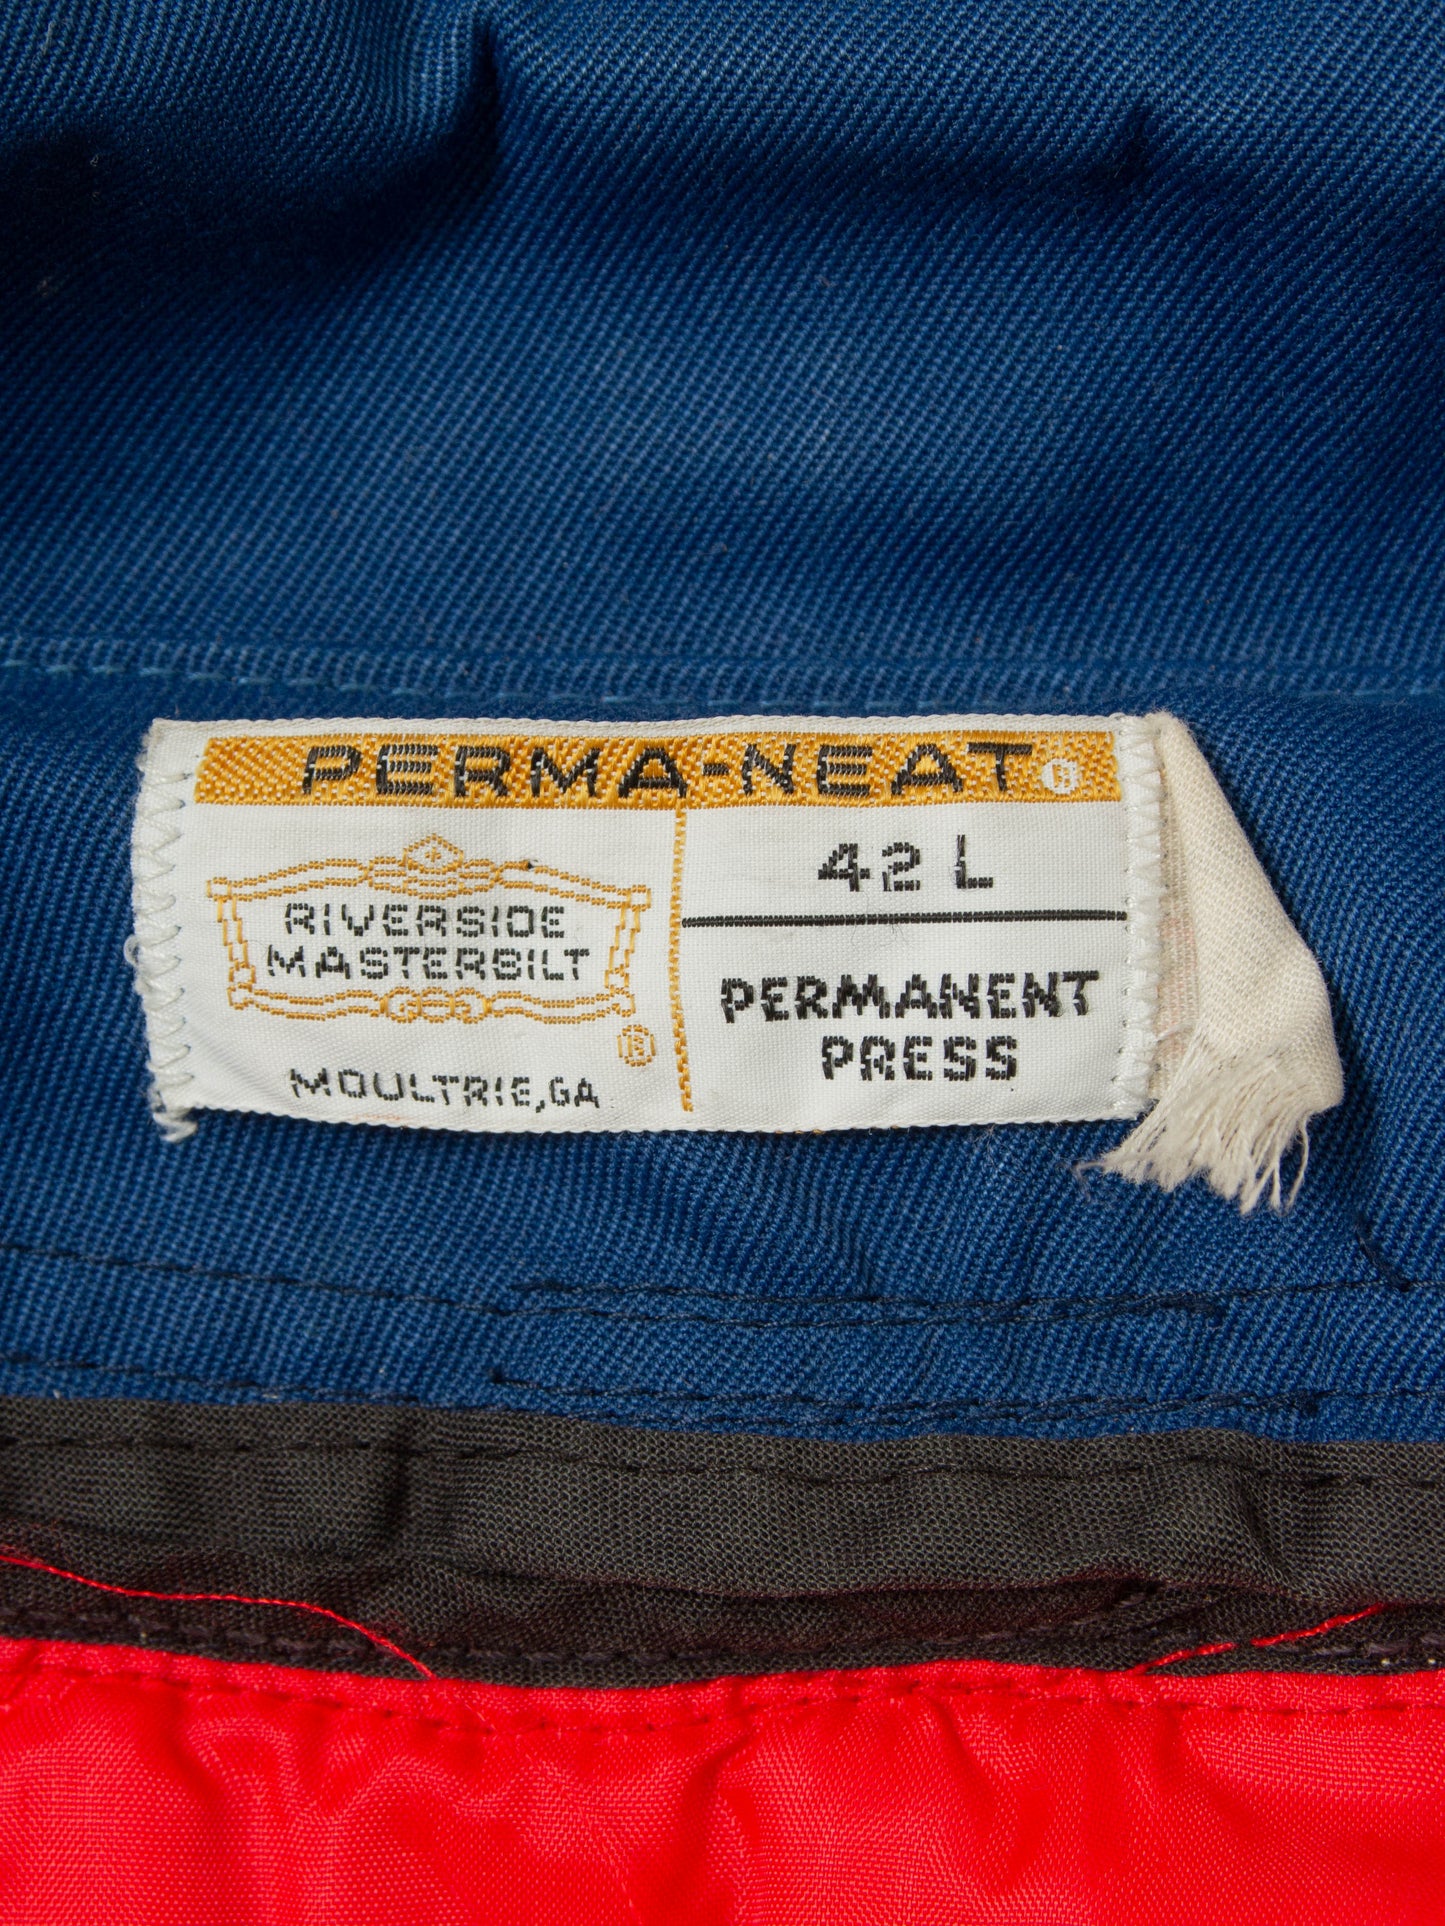 PERMA-NEAT ®
RIVERSIDE
MASTERBILT
®
MOULTRIE, GA
42 L
PERMANENT
PRESS